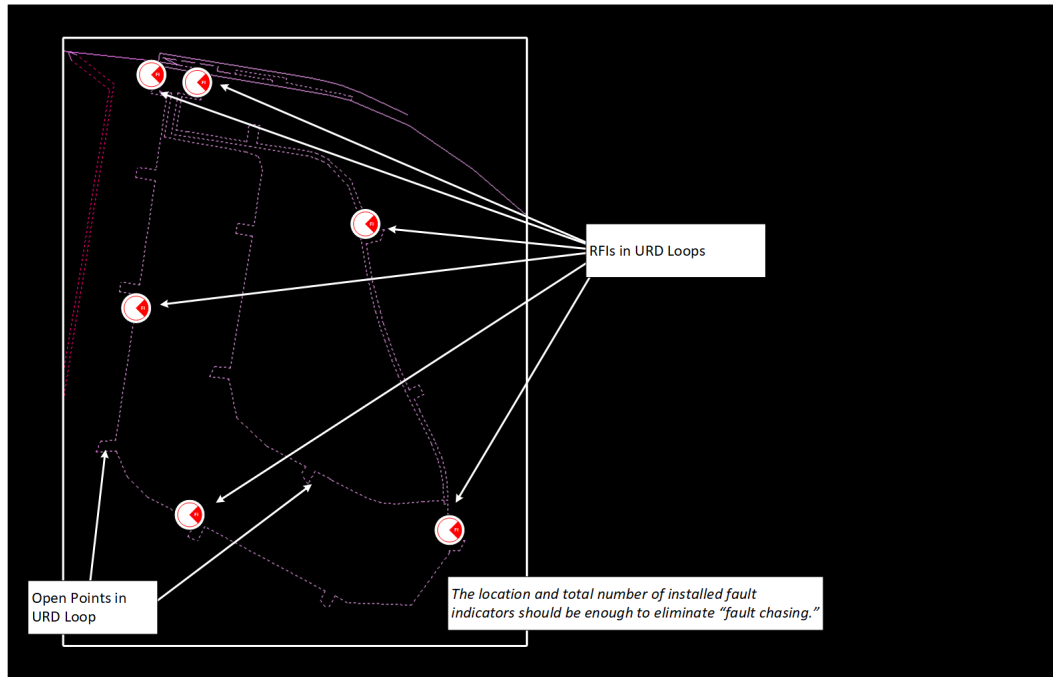 RFIs in URD Loops
Open Points in
URD Loop
The location and total number of installed fault
indicators should be enough to eliminate “fault chasing.”